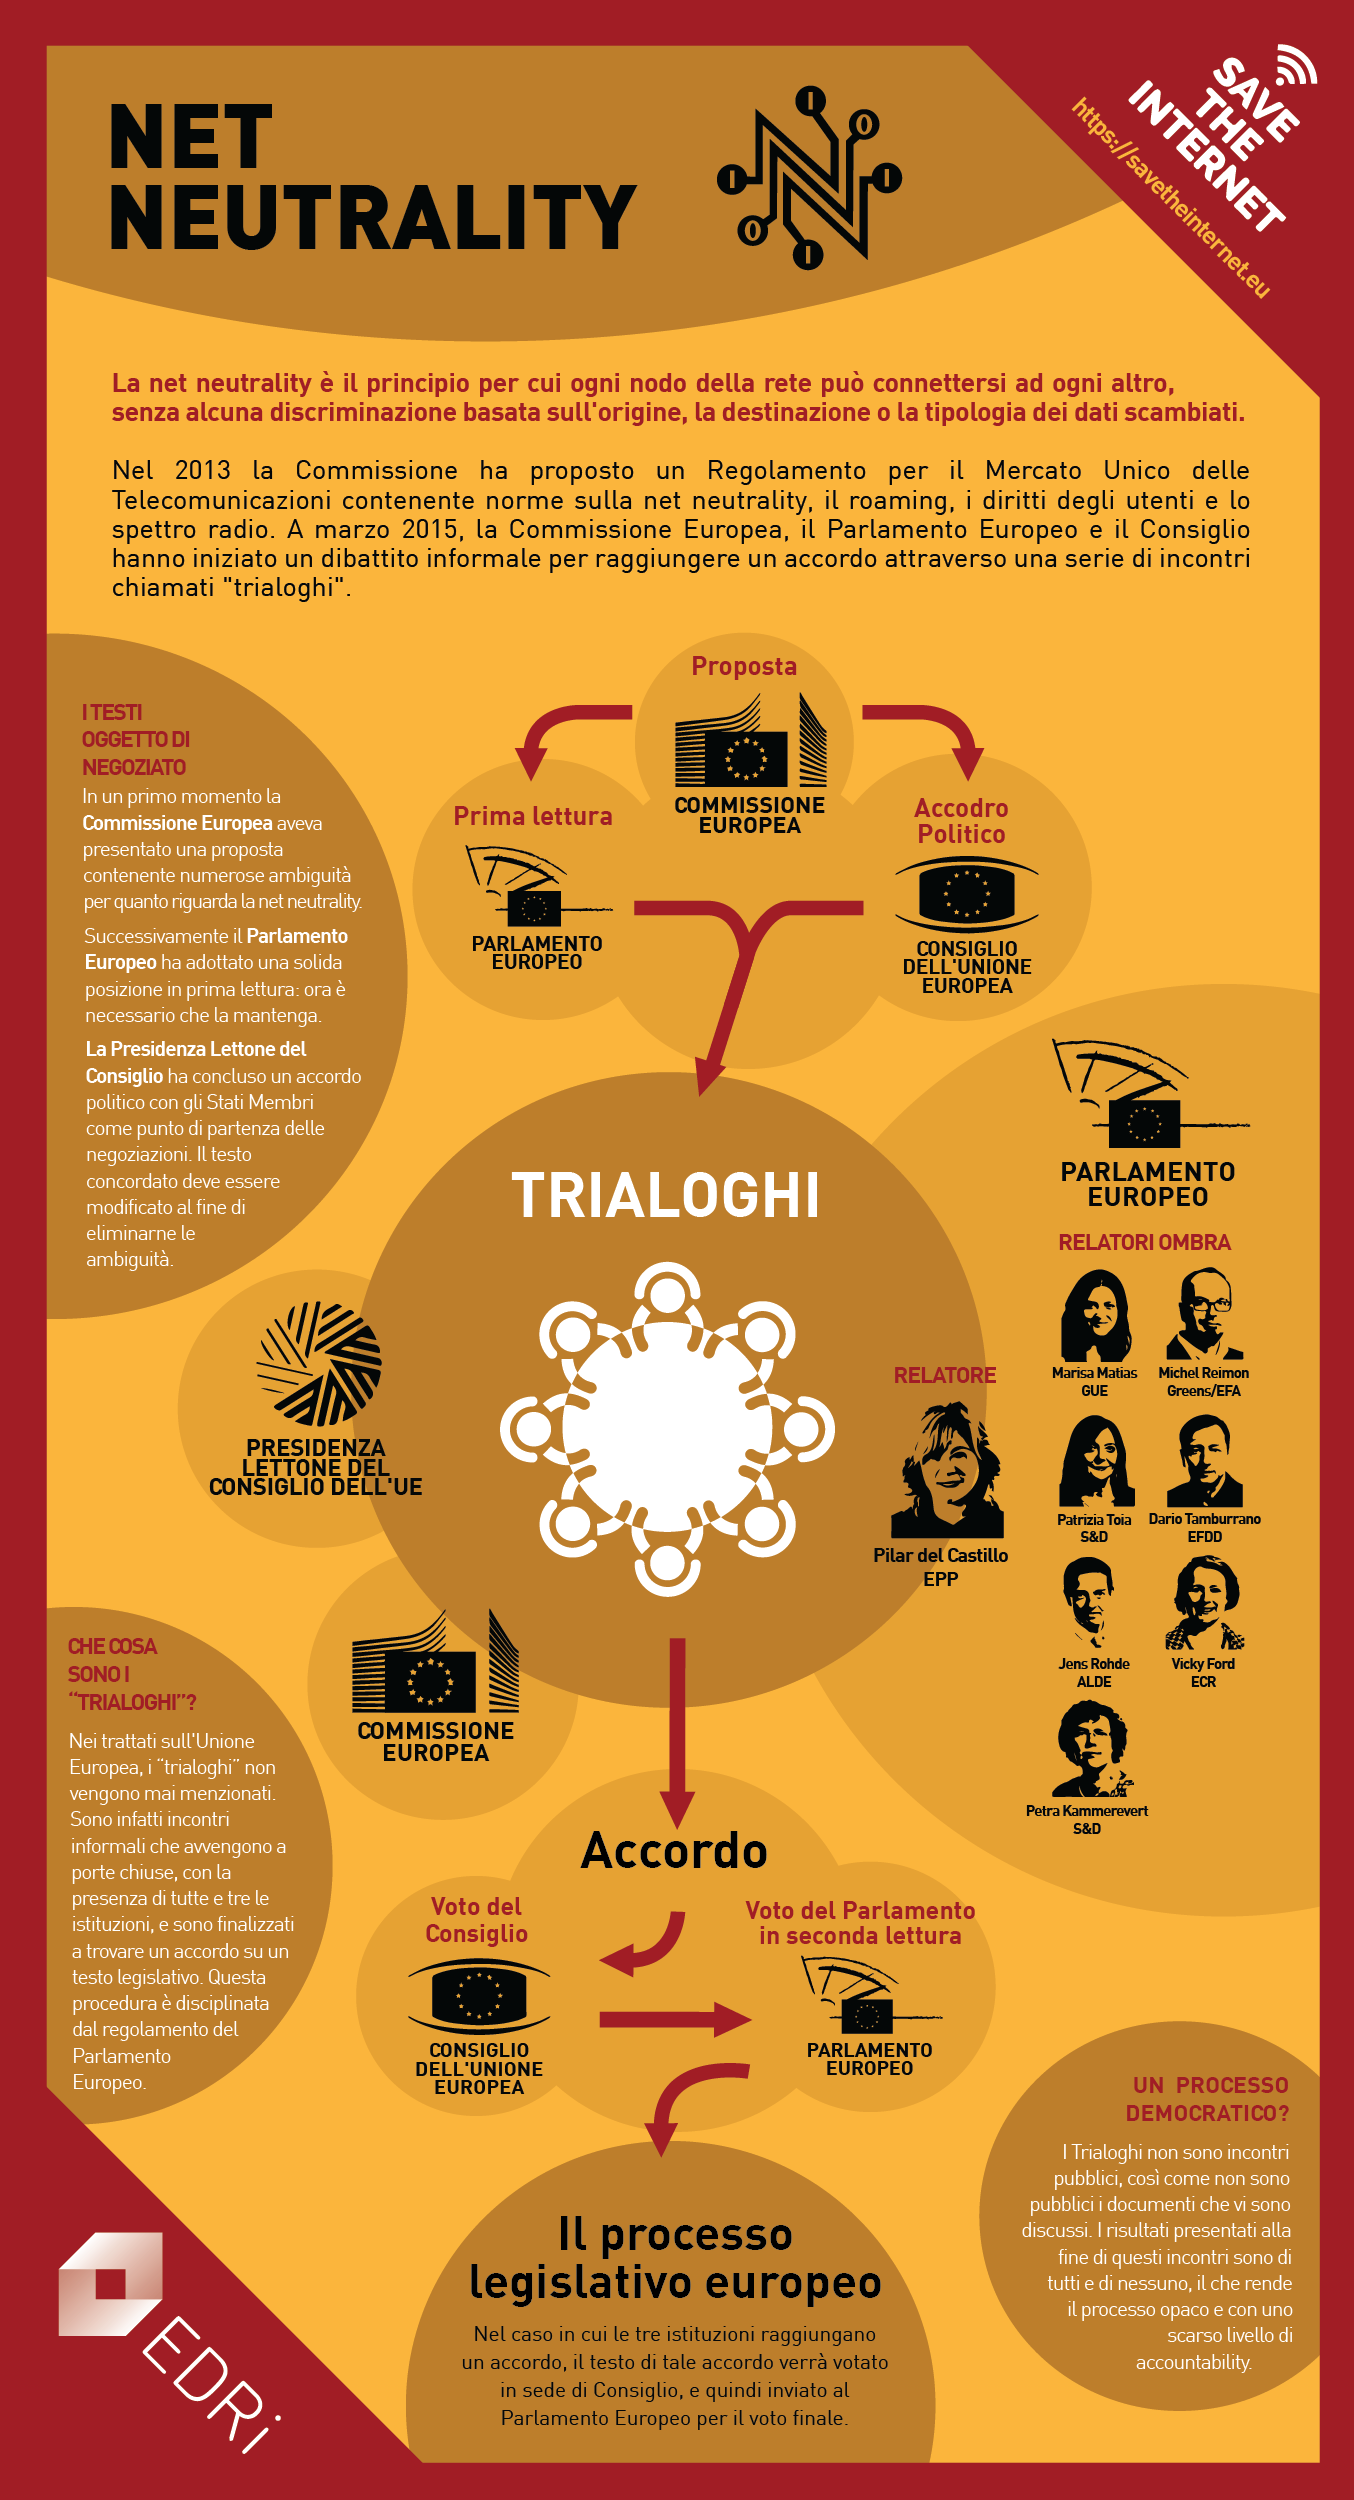 NET
NEUTRALITY
SAVE
THE
INTERNET
https://savetheinternet.eu
La net neutrality è il principio per cui ogni nodo della rete può connettersi ad ogni altro,
senza alcuna discriminazione basata sull'origine, la destinazione o la tipologia dei dati scambiati.
Nel 2013 la Commissione ha proposto un Regolamento per il Mercato Unico delle
Telecomunicazioni contenente norme sulla net neutrality, il roaming, i diritti degli utenti e lo
spettro radio. A marzo 2015, la Commissione Europea, il Parlamento Europeo e il Consiglio
hanno iniziato un dibattito informale per raggiungere un accordo attraverso una serie di incontri
chiamati "trialoghi".
I TESTI
OGGETTO DI
NEGOZIATO
In un primo momento la
Commissione Europea aveva
presentato una proposta
contenente numerose ambiguità
per quanto riguarda la net neutrality.
Successivamente il Parlamento
Europeo ha adottato una solida
posizione in prima lettura: ora è
necessario che la mantenga.
La Presidenza Lettone del
Consiglio ha concluso un accordo
politico con gli Stati Membri
come punto di partenza delle
negoziazioni. Il testo
concordato deve essere
modificato al fine di
eliminarne le
ambiguità.
Proposta
COMMISSIONE
EUROPEA
Prima lettura
PARLAMENTO
EUROPEO
Accodro
Politico
CONSIGLIO
DELL'UNIONE
EUROPEA
TRIALOGHI
PRESIDENZA
LETTONE DEL
CONSIGLIO DELL'UE
COMMISSIONE
EUROPEA
RELATORE
Pilar del Castillo
EPP
PARLAMENTO
EUROPEO
RELATORI OMBRA
Marisa Matias
GUE
Michel Reimon
Greens/EFA
Patrizia Toia
S&D
Dario Tamburrano
EFDD
Jens Rohde
ALDE
Vicky Ford
ECR
Petra Kammerevert
S&D
CHE COSA
SONO I
“TRIALOGHI”?
Nei trattati sull'Unione
Europea, i “trialoghi” non
vengono mai menzionati.
Sono infatti incontri
informali che avvengono a
porte chiuse, con la
presenza di tutte e tre le
istituzioni, e sono finalizzati
a trovare un accordo su un
testo legislativo. Questa
procedura è disciplinata
dal regolamento del
Parlamento
Europeo.
Accordo
Voto del
Consiglio
CONSIGLIO
DELL'UNIONE
EUROPEA
Voto del Parlamento
in seconda lettura
PARLAMENTO
EUROPEO
UN PROCESSO
DEMOCRATICO?
I Trialoghi non sono incontri
pubblici, così come non sono
pubblici i documenti che vi sono
discussi. I risultati presentati alla
fine di questi incontri sono di
tutti e di nessuno, il che rende
il processo opaco e con uno
scarso livello di
accountability.
Il processo
legislativo europeo
Nel caso in cui le tre istituzioni raggiungano
un accordo, il testo di tale accordo verrà votato
in sede di Consiglio, e quindi inviato al
Parlamento Europeo per il voto finale.
EDRi